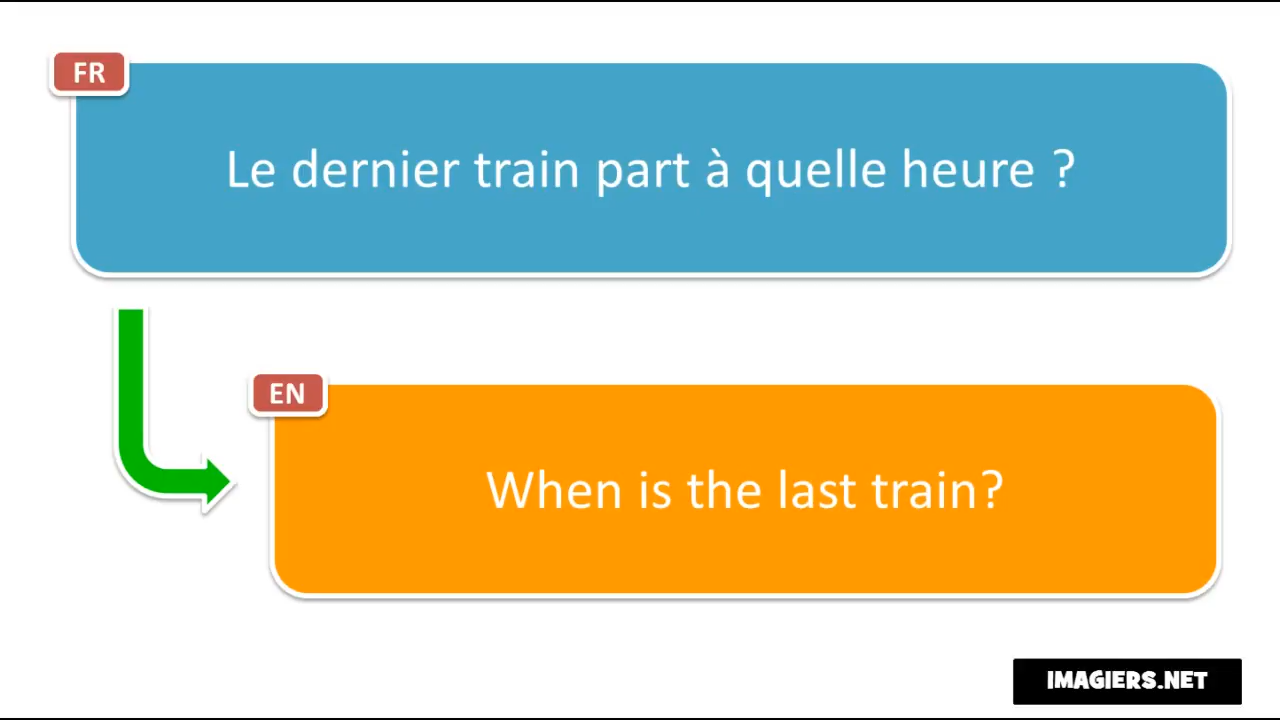 FR
Le dernier train part à quelle heure ?
EN
When is the last train?
IMAGIERS.NET